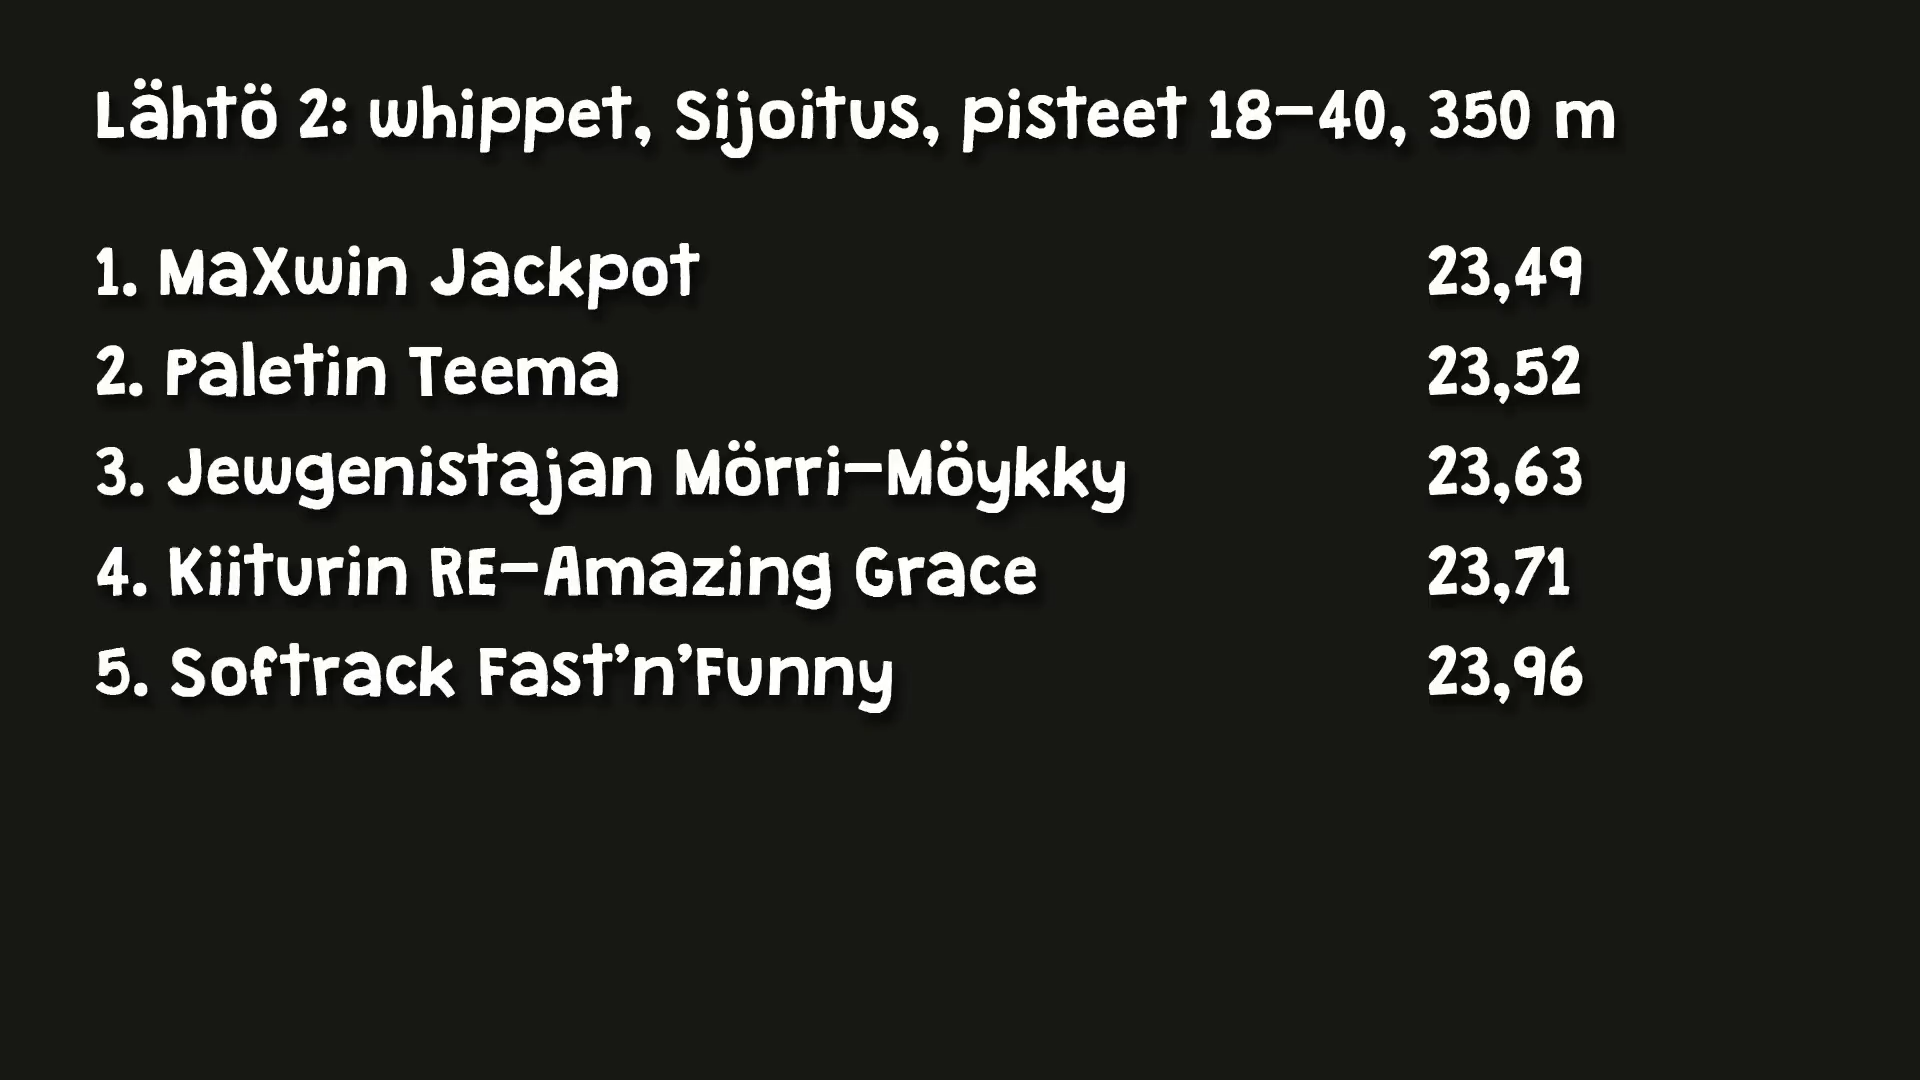 Lähtö 2: whippet, Sijoitus, pisteet 18-40, 350 m
1. MaXwin Jackpot 23,49
2. Paletin Teema 23,52
3. Jewgenistajan Mörri-Möykky 23,63
4. Kiiturin RE-Amazing Grace 23,71
5. Softrack Fast'n'Funny 23,96